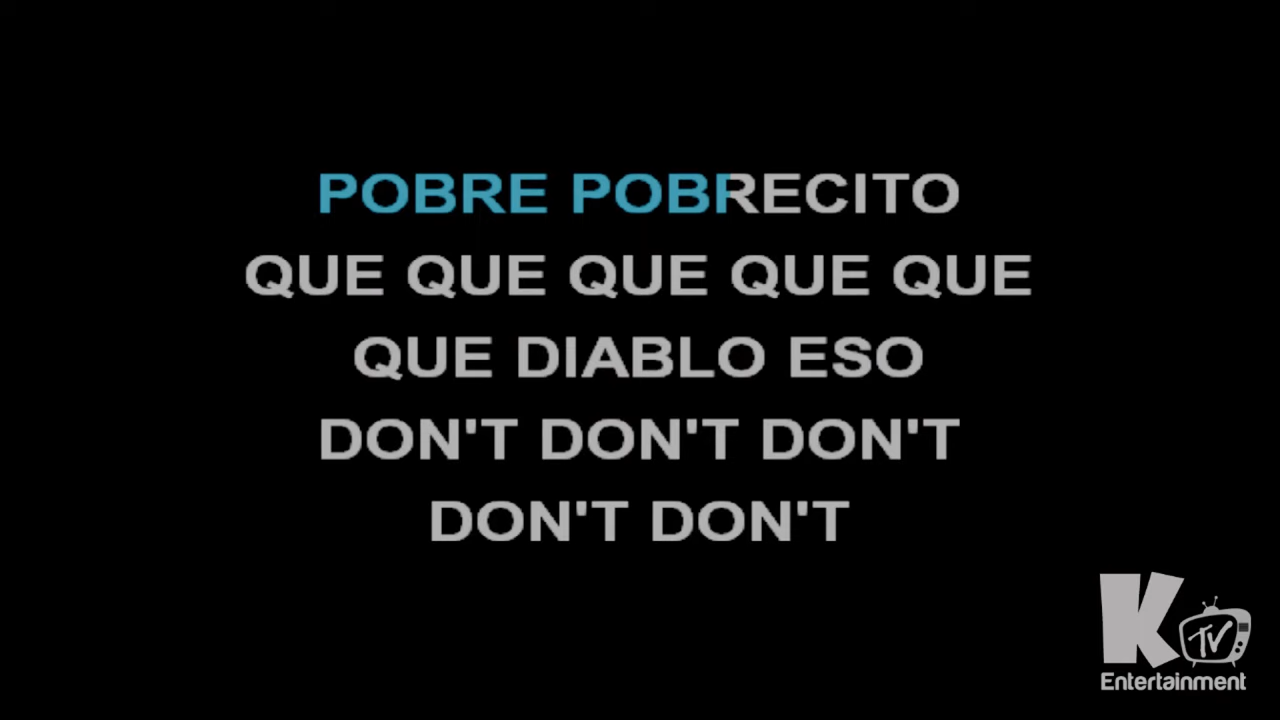 POBRE POBRECITO
QUE QUE QUE QUE QUE
QUE DIABLO ESO
DON'T DON'T DON'T
DON'T DON'T
K TV
Entertainment